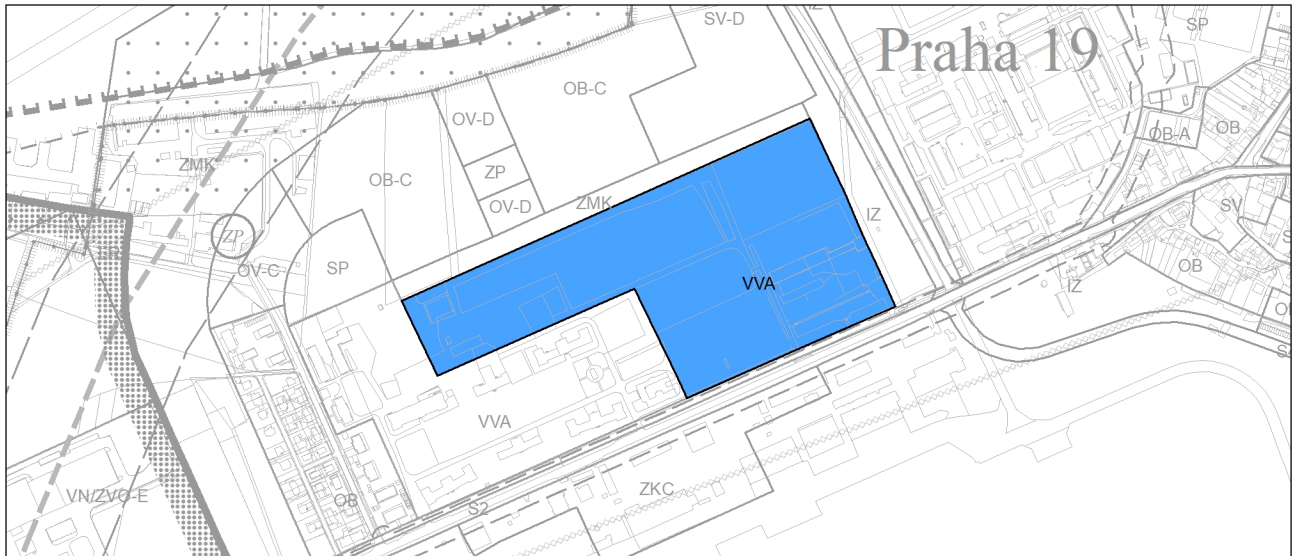 SV-D
IZ
SP
Praha 19
OB-C
OV-D
OB-A
OB
ZMK
ZP
OB-C
OV-D
ZMK
SV
IZ
ZP
OV-C
SP
OB
IZ
VVA
VVA
ZKC
VN/ZVO-E
OB
S2